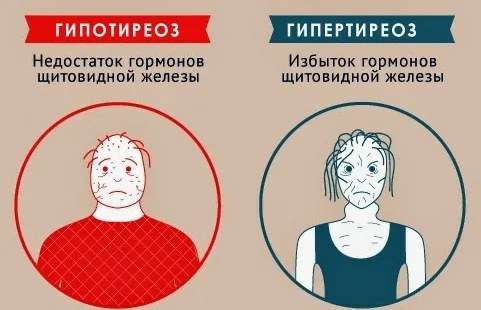 ГИПОТИРЕОЗ
Недостаток гормонов
щитовидной железы
ГИПЕРТИРЕОЗ
Избыток гормонов
щитовидной железы